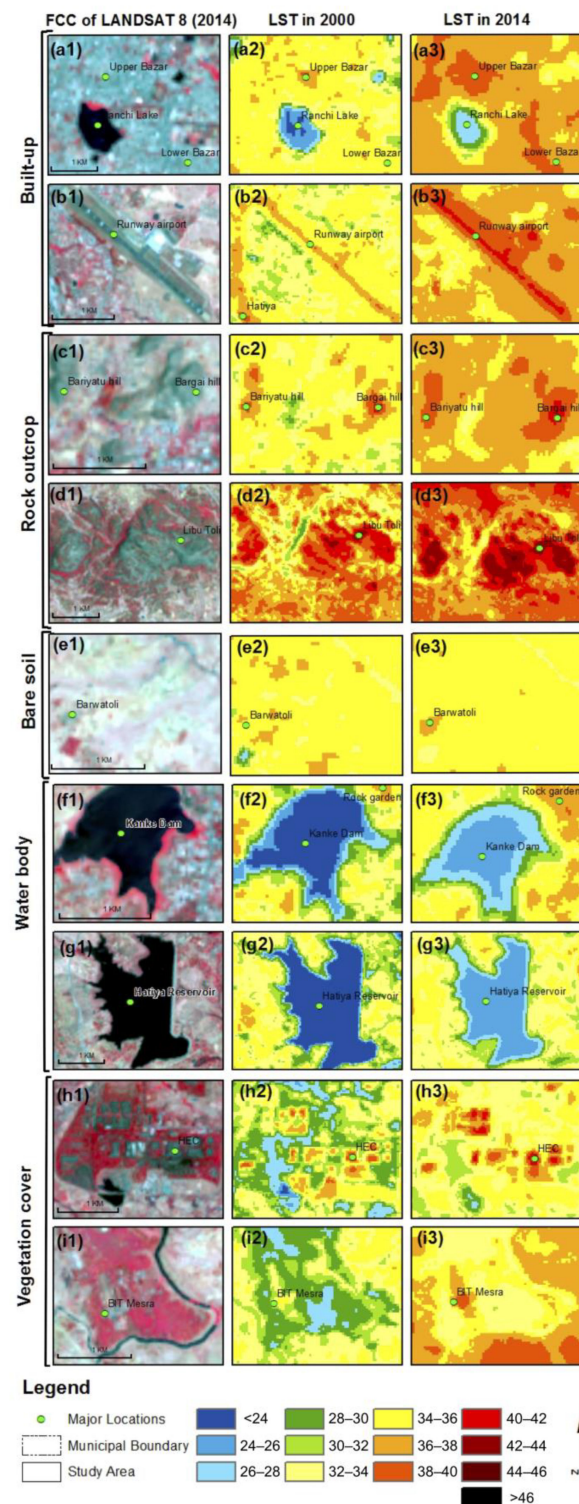 FCC of LANDSAT 8 (2014) LST in 2000 LST in 2014
Built-up
(a1) (a2) (a3)
Upper Bazar Upper Bazar Upper Bazar
Ranchi Lake Ranchi Lake Ranchi Lake
Lower Bazar Lower Bazar Lower Bazar
1 KM
(b1) (b2) (b3)
Runway airport Runway airport Runway airport
Hatiya
1 KM
Rock outcrop
(c1) (c2) (c3)
Bariyatu hill Bargai hill Bariyatu hill Bargai hill Bariyatu hill Bargai hill
1 KM
(d1) (d2) (d3)
Libu Toli Libu Toli Libu Toli
1 KM
Bare soil
(e1) (e2) (e3)
Barwatoli Barwatoli Barwatoli
1 KM
Water body
(f1) (f2) (f3)
Rock garden Rock garden
Kanke Dam Kanke Dam Kanke Dam
1 KM
(g1) (g2) (g3)
Hatiya Reservoir Hatiya Reservoir Hatiya Reservoir
1 KM
Vegetation cover
(h1) (h2) (h3)
HEC HEC HEC
1 KM
(i1) (i2) (i3)
BIT Mesra BIT Mesra BIT Mesra
1 KM
Legend
Major Locations <24 28–30 34–36 40–42
Municipal Boundary 24–26 30–32 36–38 42–44
Study Area 26–28 32–34 38–40 44–46
>46
z